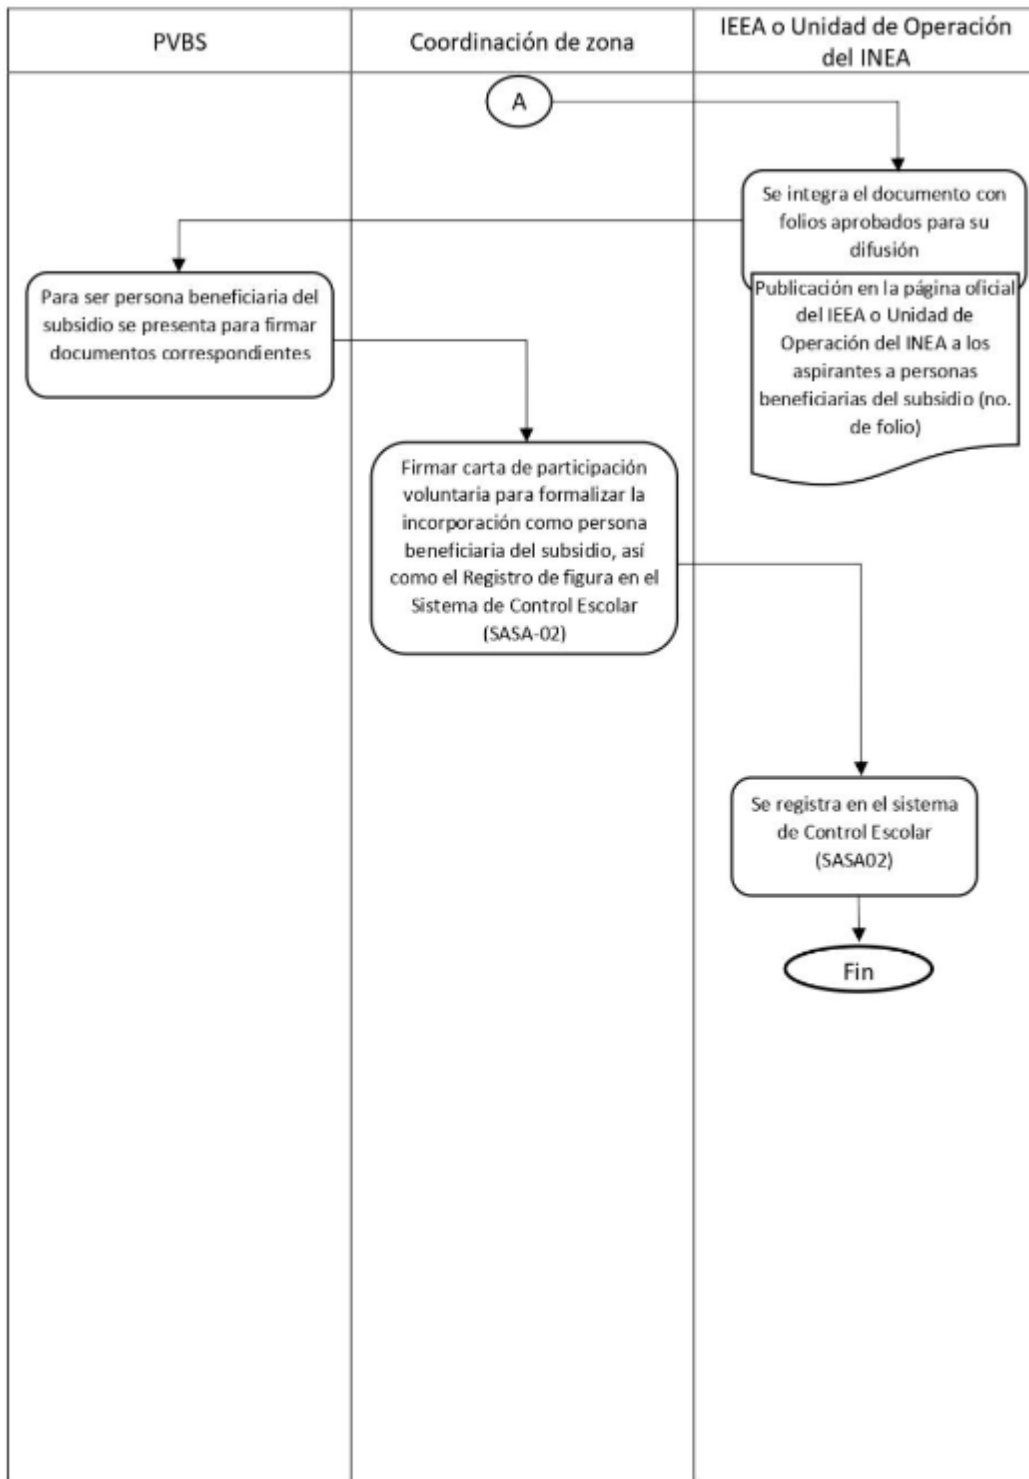 PVBS
Coordinación de zona
IEEA o Unidad de Operación
del INEA
A
Se integra el documento con
folios aprobados para su
difusión
Publicación en la página oficial
del IEEA o Unidad de
Operación del INEA a los
aspirantes a personas
beneficiarias del subsidio (no.
de folio)
Para ser persona beneficiaria del
subsidio se presenta para firmar
documentos correspondientes
Firmar carta de participación
voluntaria para formalizar la
incorporación como persona
beneficiaria del subsidio, así
como el Registro de figura en el
Sistema de Control Escolar
(SASA-02)
Se registra en el sistema
de Control Escolar
(SASA02)
Fin